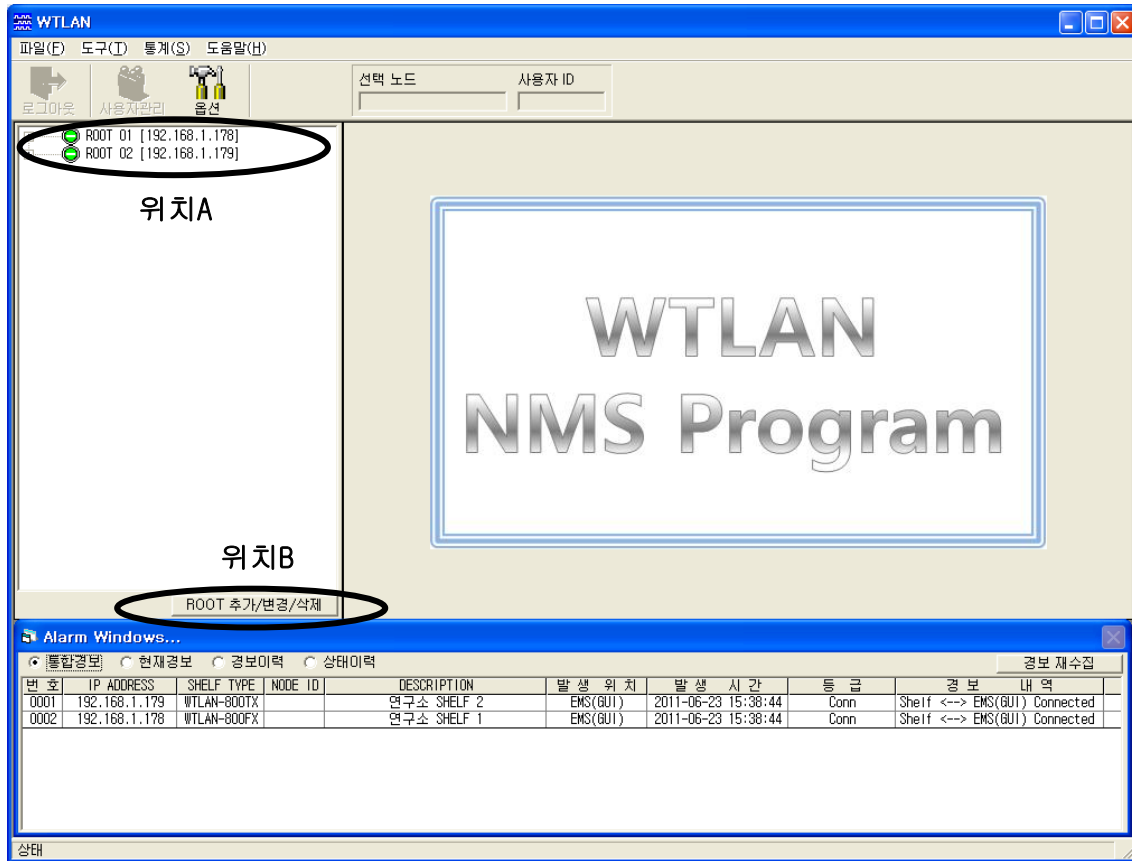 WTLAN
파일(F) 도구(T) 통계(S) 도움말(H)
로그아웃 사용자관리 옵션
선택 노드 사용자 ID
ROOT 01 [192.168.1.178]
ROOT 02 [192.168.1.179]
위치A
WTLAN
NMS Program
위치B
ROOT 추가/변경/삭제
Alarm Windows...
통합경보 현재경보 경보이력 상태이력 경보 재수집
번 호 IP ADDRESS SHELF TYPE NODE ID DESCRIPTION 발 생 위 치 발 생 시 간 등 급 경 보 내 역
0001 192.168.1.179 WTLAN-800TX 연구소 SHELF 2 EMS(GUI) 2011-06-23 15:38:44 Conn Shelf <--> EMS(GUI) Connected
0002 192.168.1.178 WTLAN-800FX 연구소 SHELF 1 EMS(GUI) 2011-06-23 15:38:44 Conn Shelf <--> EMS(GUI) Connected
상태